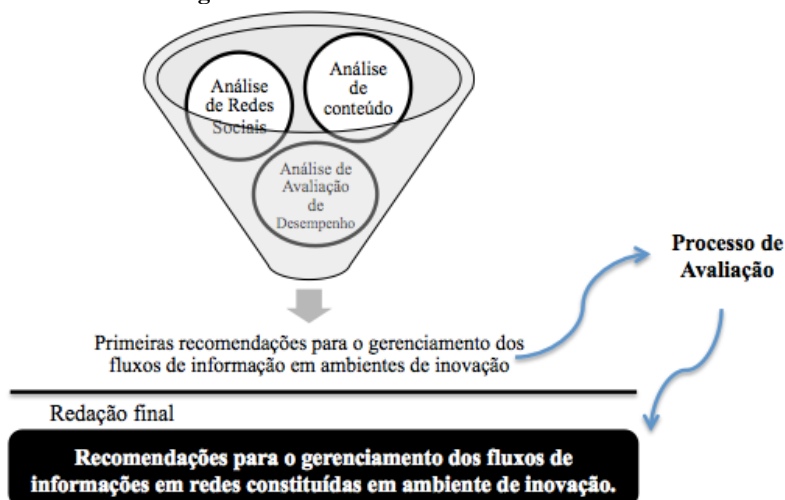 Análise
de Redes
Sociais
Análise
de
conteúdo
Análise de
Avaliação
de
Desempenho
Processo de
Avaliação
Primeiras recomendações para o gerenciamento dos
fluxos de informação em ambientes de inovação
Redação final
Recomendações para o gerenciamento dos fluxos de
informações em redes constituídas em ambiente de inovação.